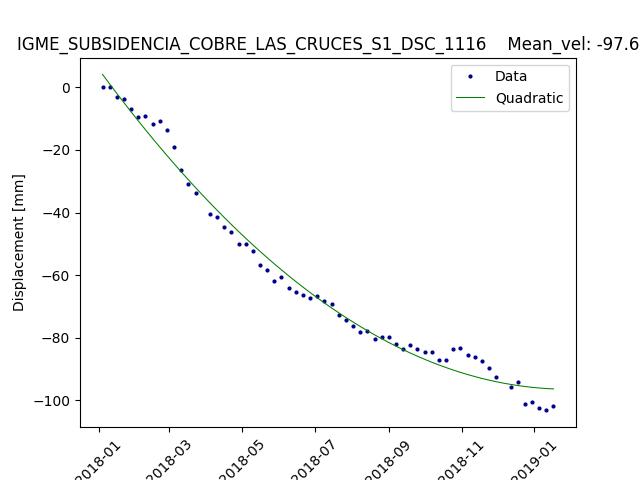 IGME_SUBSIDENCIA_COBRE_LAS_CRUCES_S1_DSC_1116 Mean_vel: -97.6
Data
Quadratic
0
−20
−40
−60
−80
−100
Displacement [mm]
2018-01 2018-03 2018-05 2018-07 2018-09 2018-11 2019-01